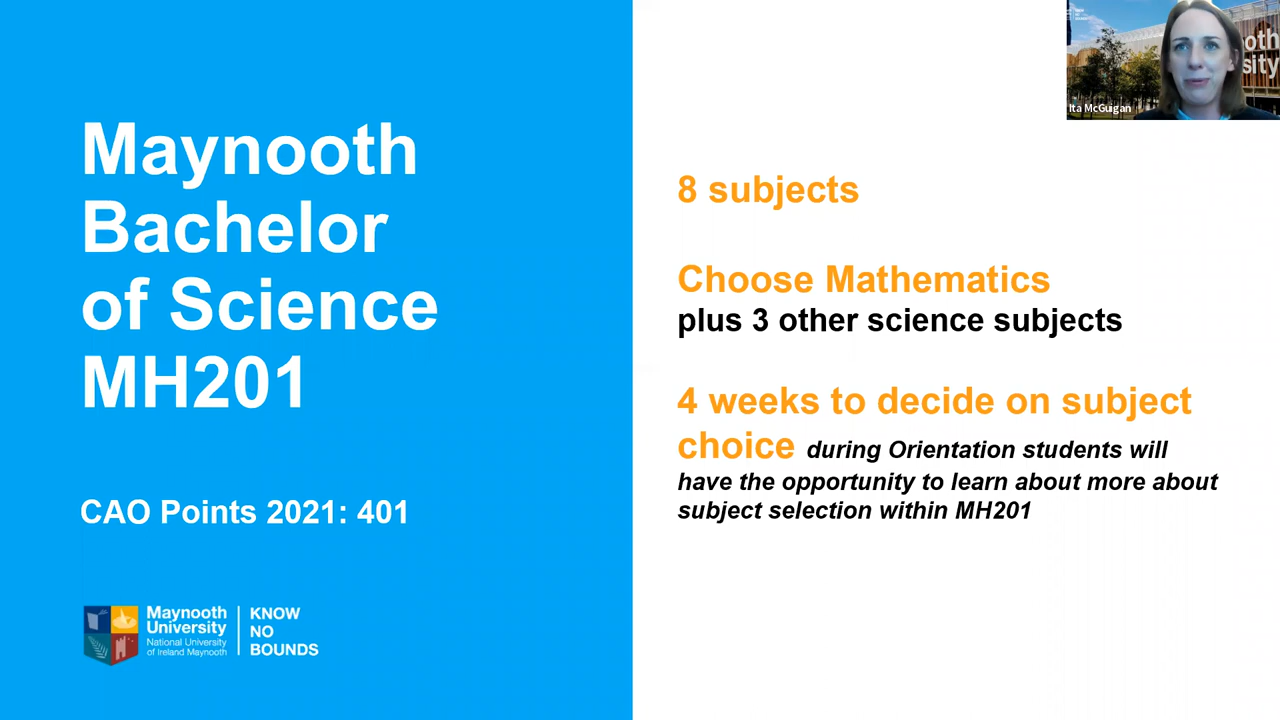 Maynooth
Bachelor
of Science
MH201
CAO Points 2021: 401
Maynooth
University
National University
of Ireland Maynooth
KNOW
NO
BOUNDS
8 subjects
Choose Mathematics
plus 3 other science subjects
4 weeks to decide on subject
choice during Orientation students will
have the opportunity to learn about more about
subject selection within MH201
Ita McGuigan
oth
sity